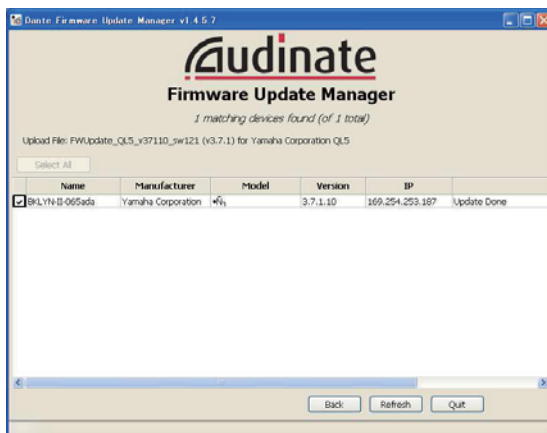 Dante Firmware Update Manager v1.4.5.7
Audinate
Firmware Update Manager
1 matching devices found (of 1 total)
Upload File: FWUpdate_QL5_v37110_sw121 (v3.7.1) for Yamaha Corporation QL5
Select All
Name Manufacturer Model Version IP
BKLYN-II-065ada Yamaha Corporation •Ñ₁ 3.7.1.10 169.254.253.187 Update Done
Back Refresh Quit